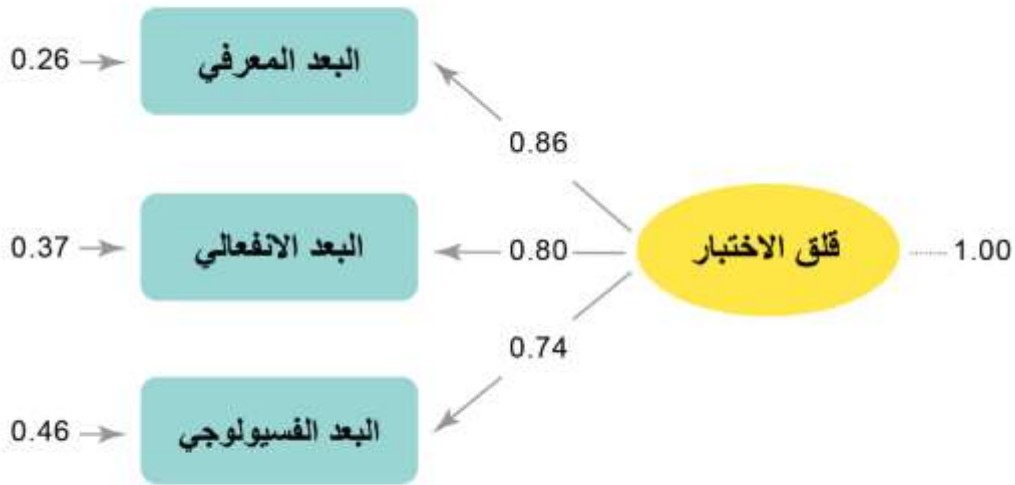 البعد المعرفي
0.26
0.86
البعد الانفعالي
0.37
0.80
قلق الاختبار
1.00
0.74
البعد الفسيولوجي
0.46